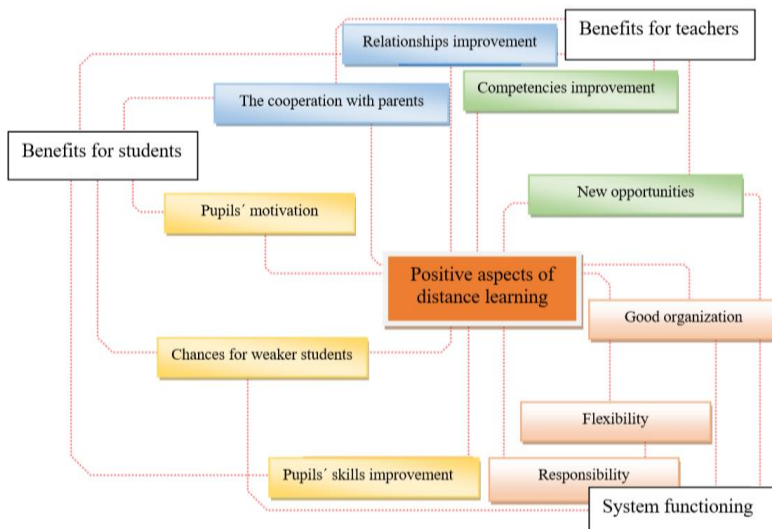 Benefits for teachers
Relationships improvement
Competencies improvement
The cooperation with parents
Benefits for students
New opportunities
Pupils´ motivation
Positive aspects of
distance learning
Good organization
Chances for weaker students
Flexibility
Pupils´ skills improvement
Responsibility
System functioning